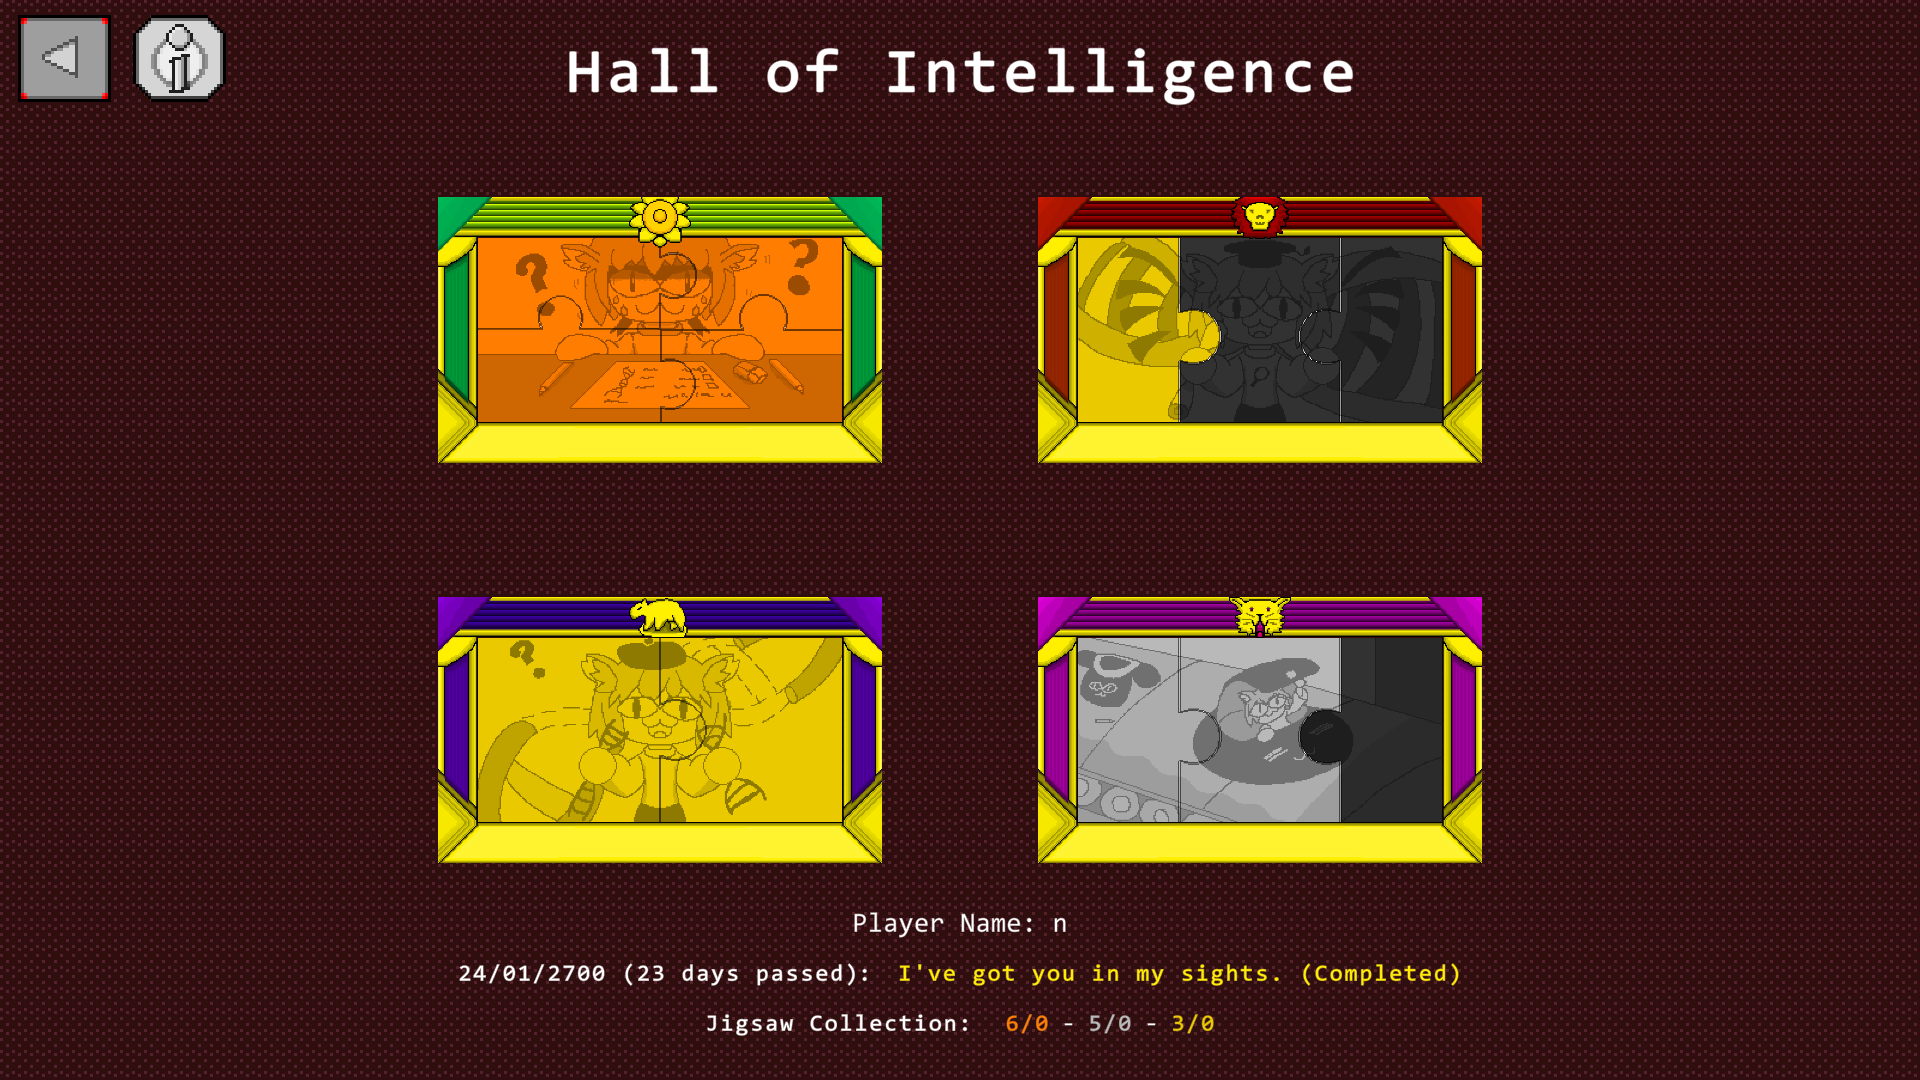 Hall of Intelligence
? ?
?
Player Name: n
24/01/2700 (23 days passed): I've got you in my sights. (Completed)
Jigsaw Collection: 6/0 - 5/0 - 3/0